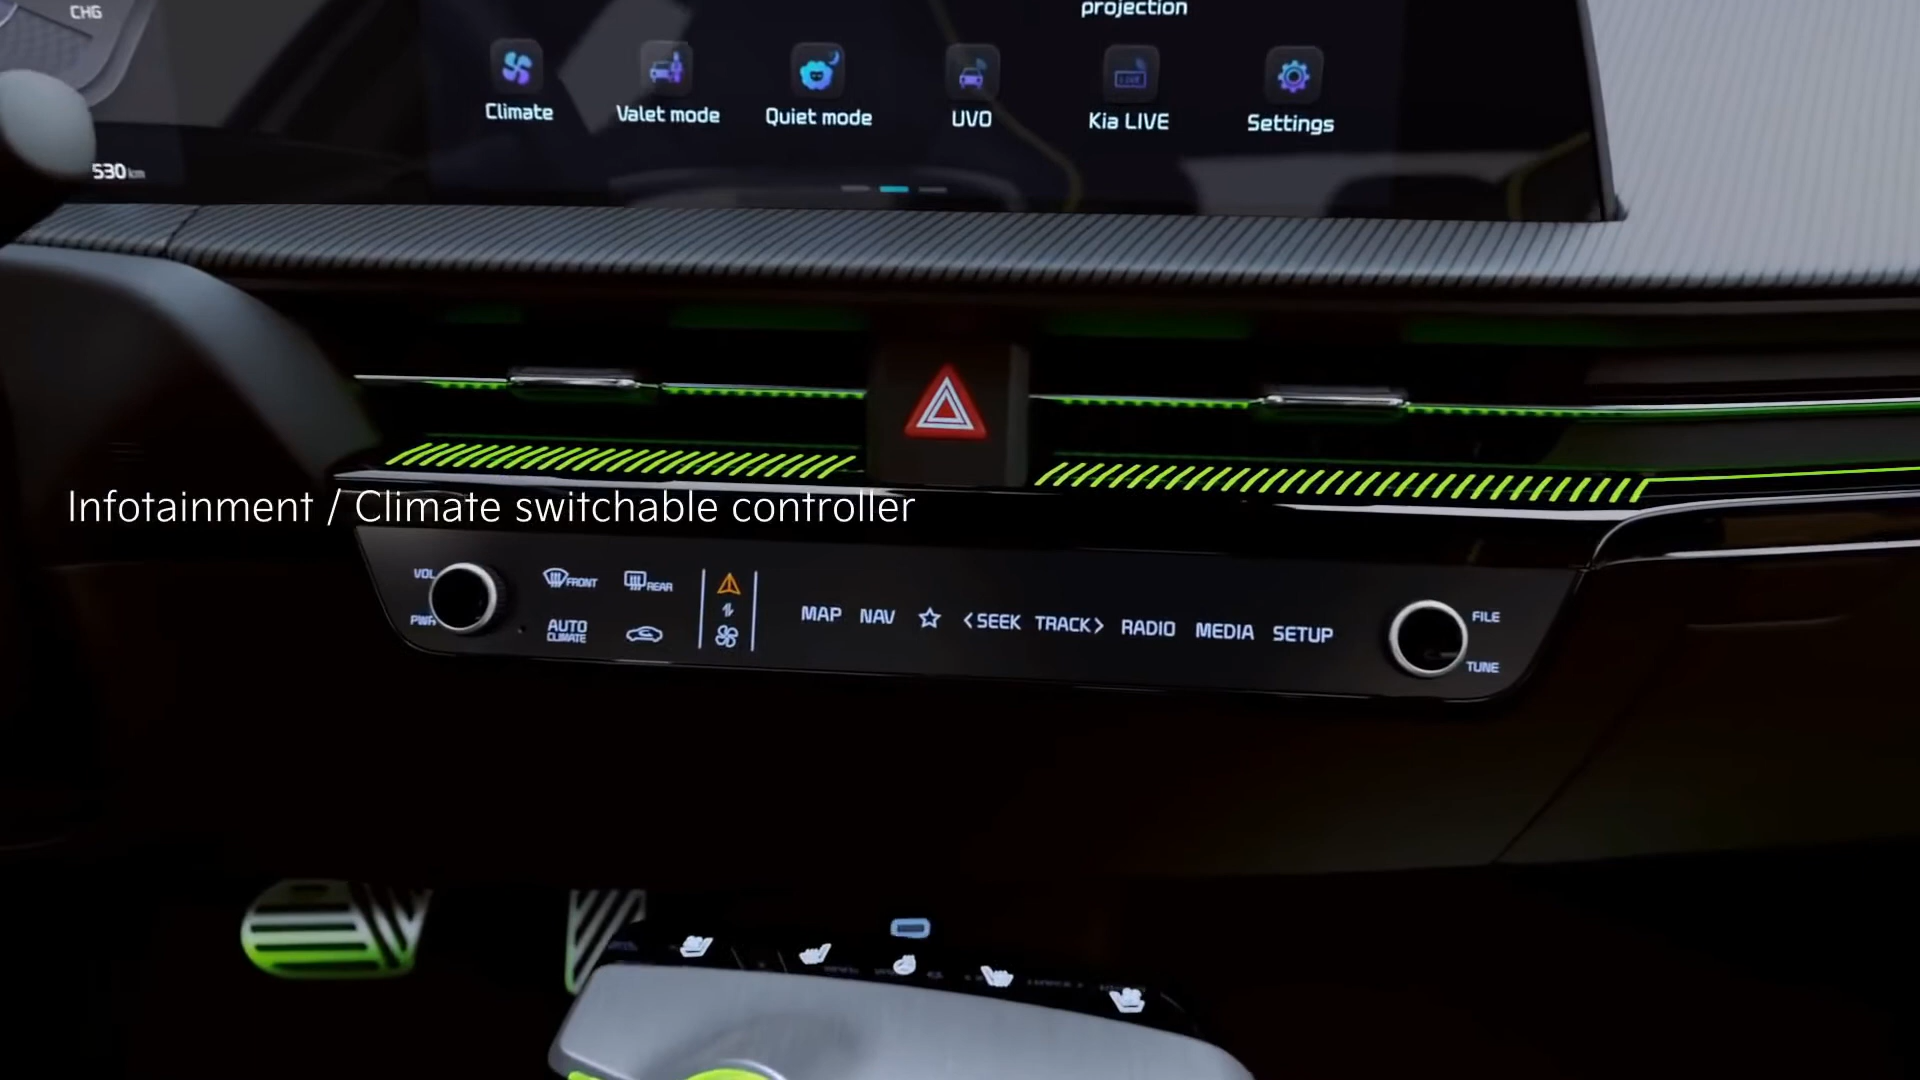 CHG
projection
Climate
Valet mode
Quiet mode
UVO
Kia LIVE
Settings
530 km
Infotainment / Climate switchable controller
VOL
PWR
FRONT
REAR
AUTO
CLIMATE
MAP NAV <SEEK TRACK> RADIO MEDIA SETUP
FILE
TUNE